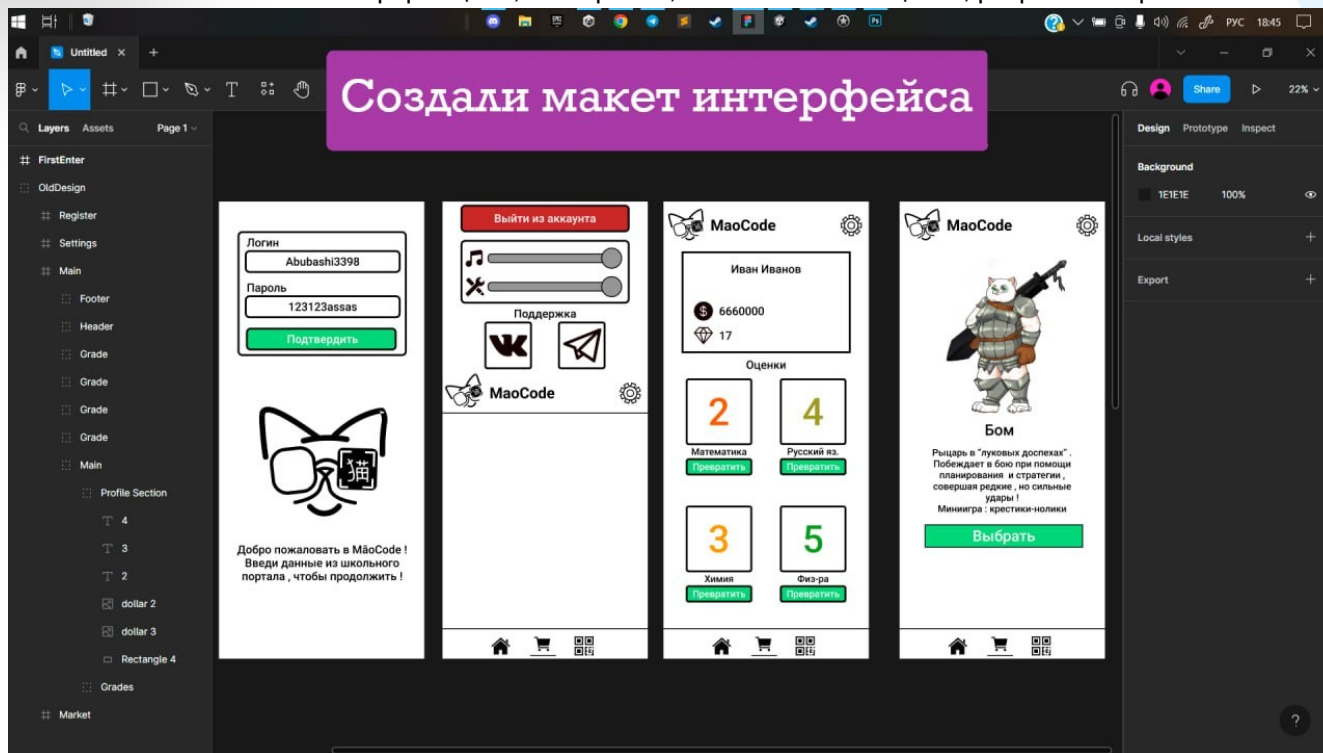 РУС 18:45
Untitled
Создали макет интерфейса
Share
22%
Layers Assets Page 1
Design Prototype Inspect
FirstEnter
OldDesign
Register
Settings
Main
Footer
Header
Grade
Grade
Grade
Grade
Main
Profile Section
4
3
2
dollar 2
dollar 3
Rectangle 4
Grades
Market
Логин
Abubashi3398
Пароль
123123assas
Подтвердить
猫
Добро пожаловать в MāoCode !
Введи данные из школьного
портала , чтобы продолжить !
Выйти из аккаунта
Поддержка
MaoCode
MaoCode
Иван Иванов
6660000
17
Оценки
2 4
Математика Русский яз.
Превратить Превратить
3 5
Химия Физ-ра
Превратить Превратить
MaoCode
Бом
Рыцарь в "луковых доспехах" .
Побеждает в бою при помощи
планирования и стратегии ,
совершая редкие , но сильные
удары !
Миниигра : крестики-нолики
Выбрать
Background
1E1E1E 100%
Local styles
Export
?